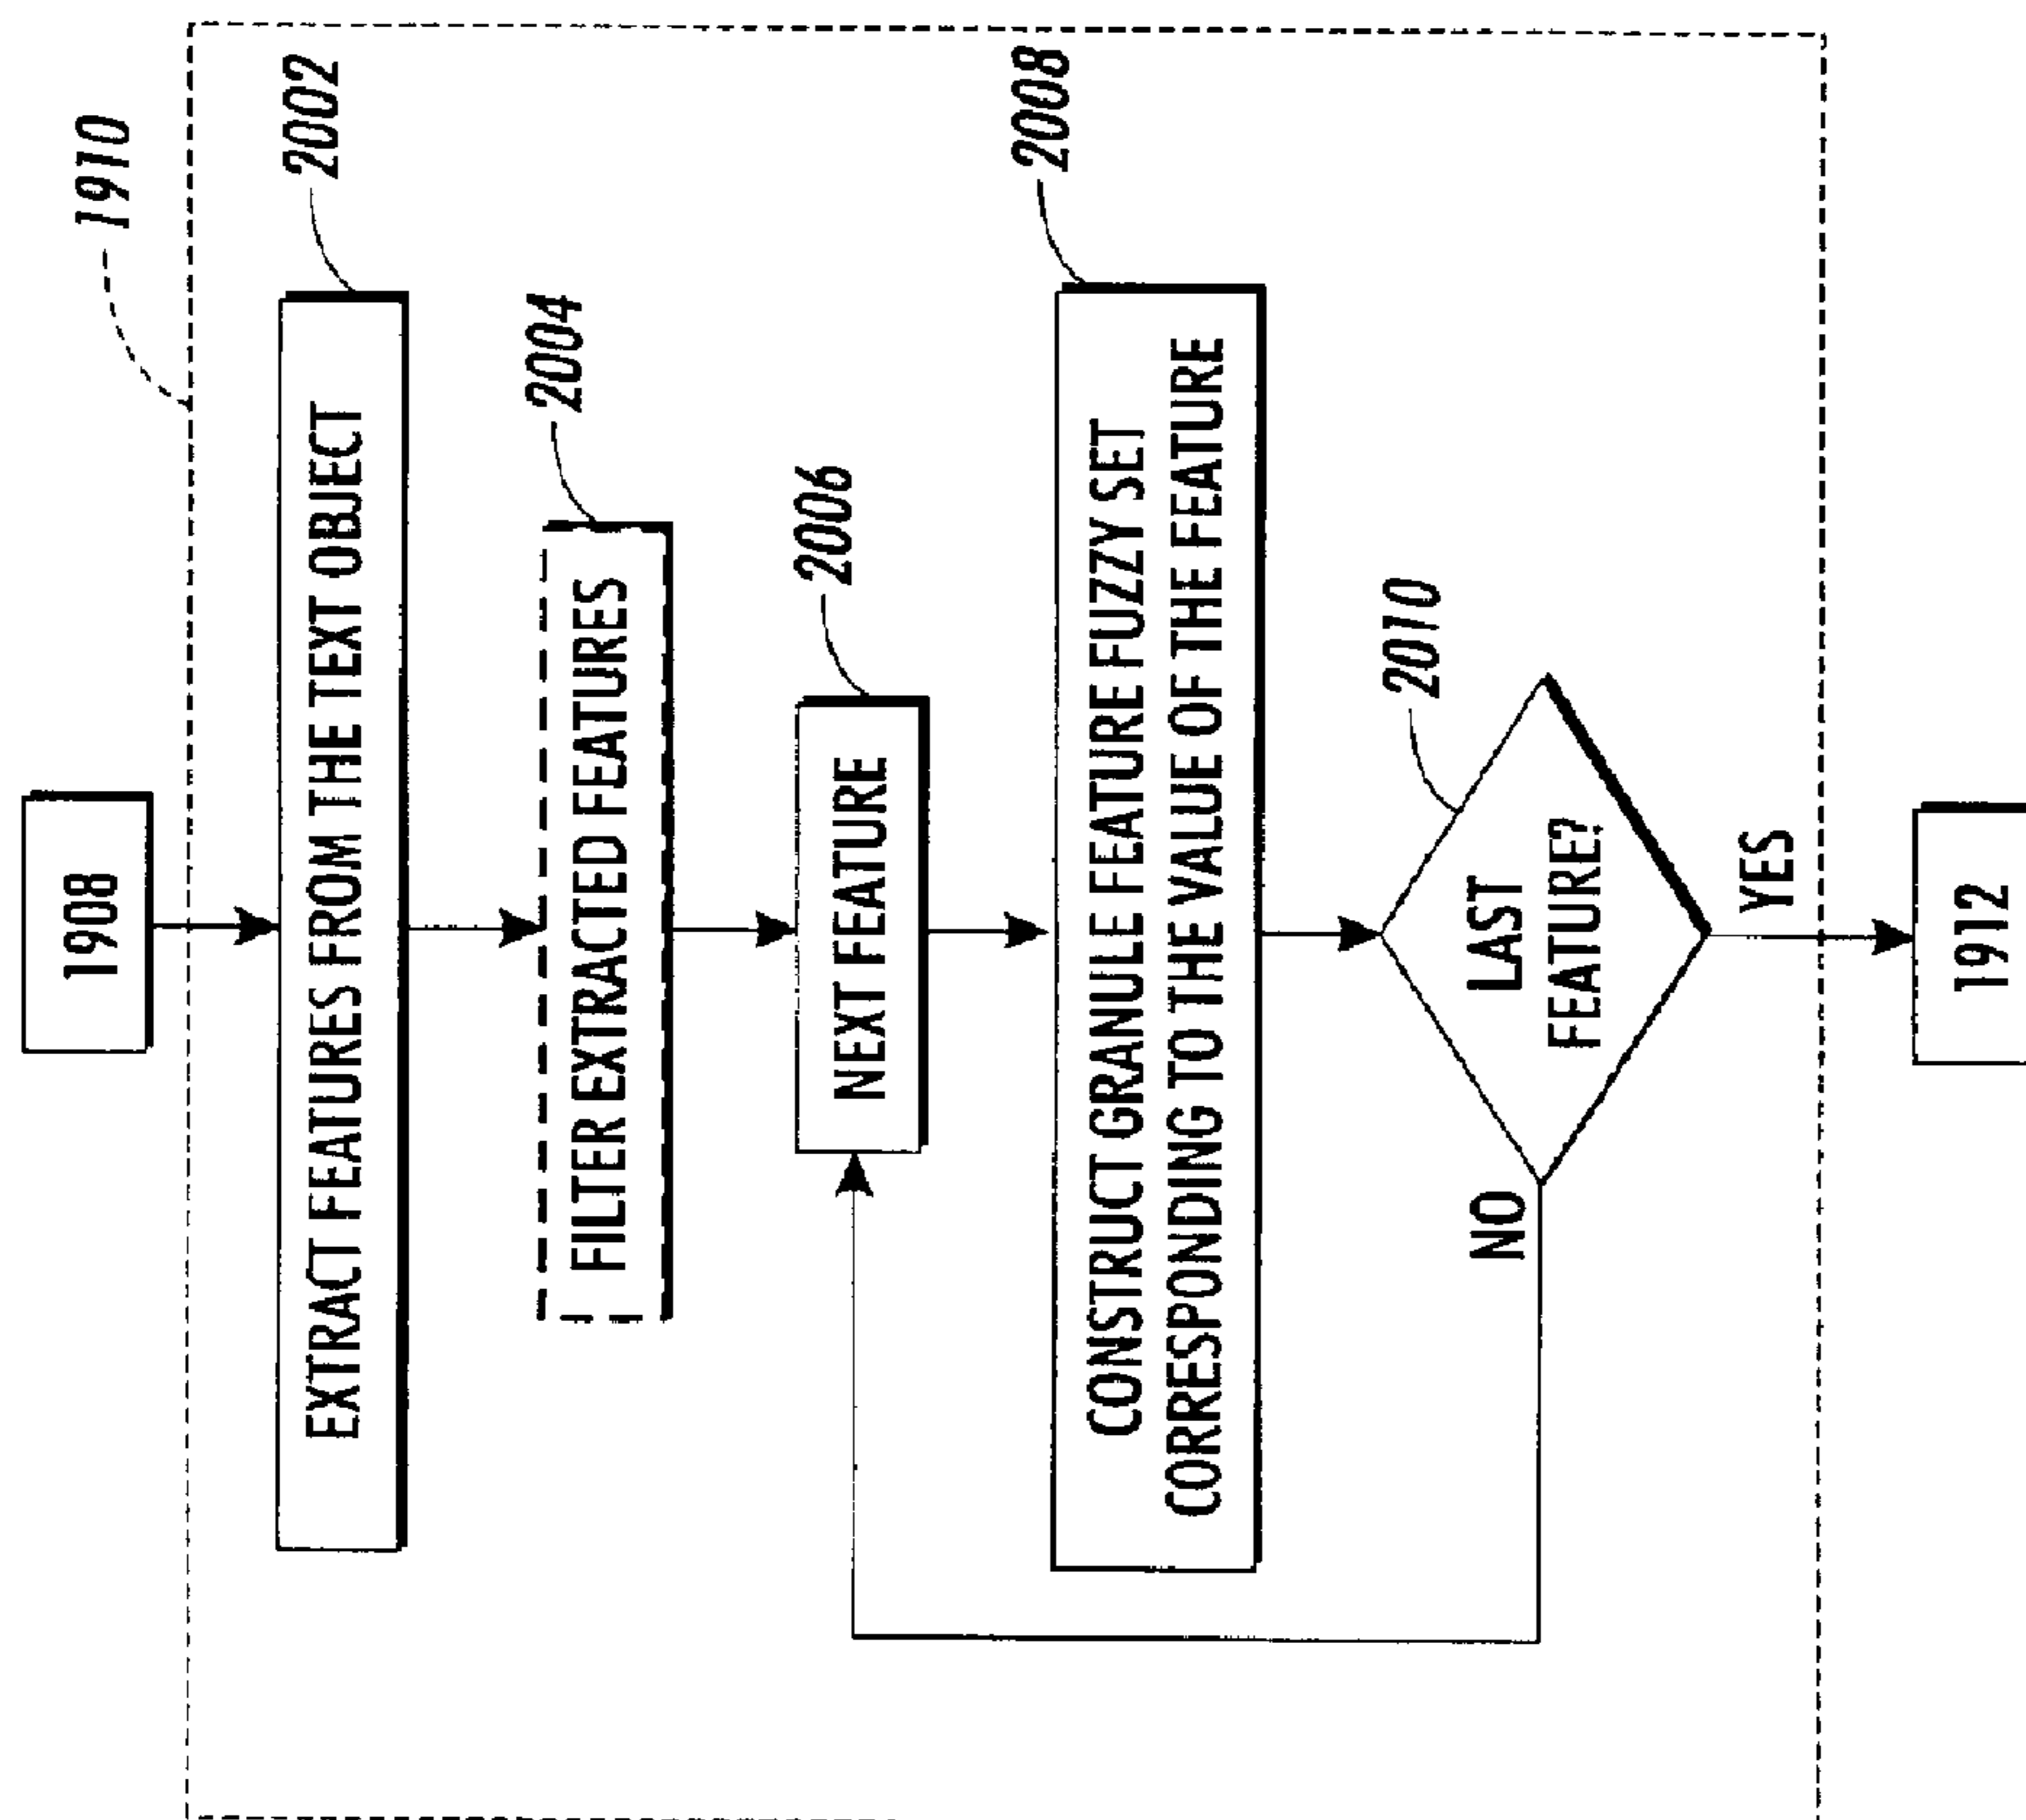 1908
1910
EXTRACT FEATURES FROM THE TEXT OBJECT
2002
FILTER EXTRACTED FEATURES
2004
NEXT FEATURE
2006
CONSTRUCT GRANULE FEATURE FUZZY SET
CORRESPONDING TO THE VALUE OF THE FEATURE
2008
LAST
FEATURE?
2010
NO
YES
1912